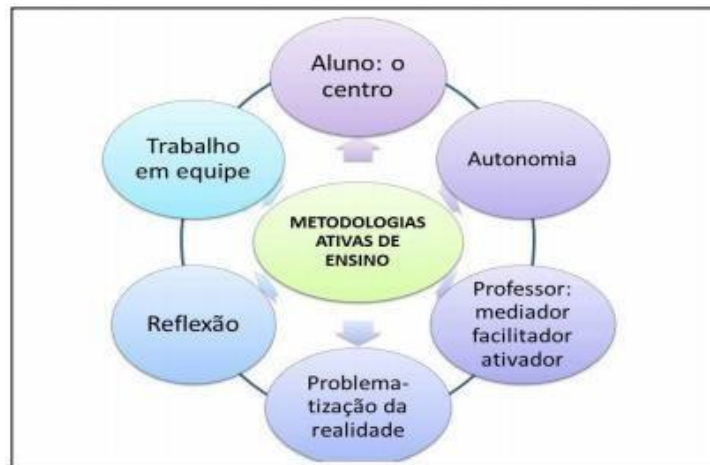 Aluno: o
centro
Trabalho
em equipe
Autonomia
METODOLOGIAS
ATIVAS DE
ENSINO
Reflexão
Professor:
mediador
facilitador
ativador
Problema-
tização da
realidade